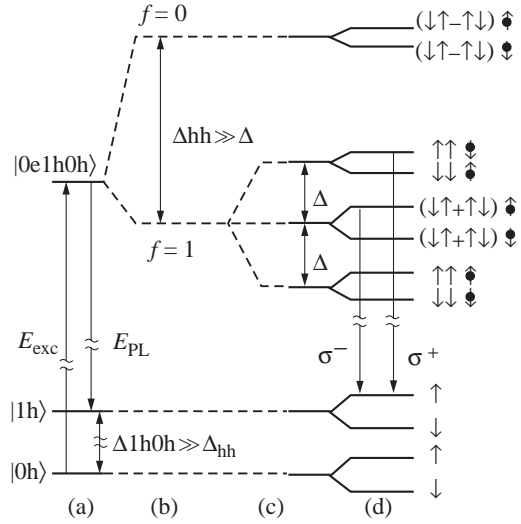 f = 0
(↓↑–↑↓)
(↓↑–↑↓)
Δhh ≫ Δ
|0e1h0h⟩
↑↑
↓↓
Δ
(↓↑+↑↓)
f = 1
(↓↑+↑↓)
Δ
↑↑
↓↓
E_exc
E_PL
σ⁻
σ⁺
|1h⟩
↑
Δ1h0h ≫ Δ_hh
↓
|0h⟩
↑
↓
(a) (b) (c) (d)